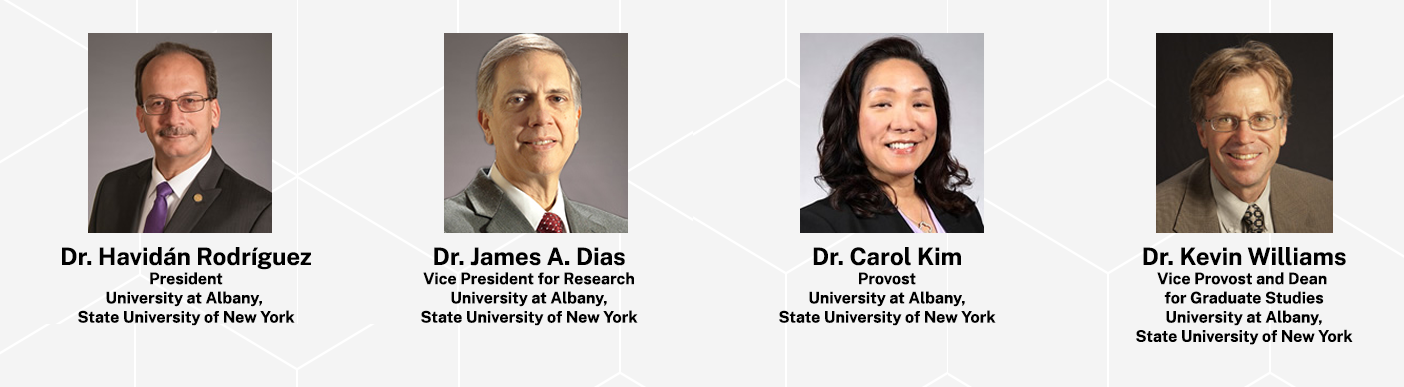 Dr. Havidán Rodríguez
President
University at Albany,
State University of New York
Dr. James A. Dias
Vice President for Research
University at Albany,
State University of New York
Dr. Carol Kim
Provost
University at Albany,
State University of New York
Dr. Kevin Williams
Vice Provost and Dean
for Graduate Studies
University at Albany,
State University of New York